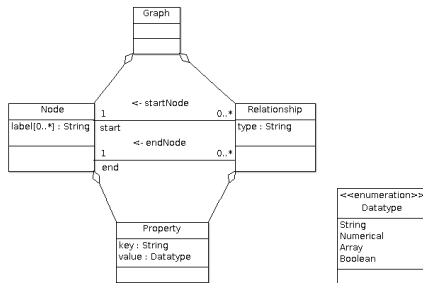 Graph
Node
label[0..*] : String
<- startNode
1
0..*
start
<- endNode
1
0..*
end
Relationship
type : String
Property
key : String
value : Datatype
<<enumeration>>
Datatype
String
Numerical
Array
Boolean